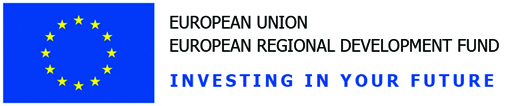 EUROPEAN UNION
EUROPEAN REGIONAL DEVELOPMENT FUND
INVESTING IN YOUR FUTURE